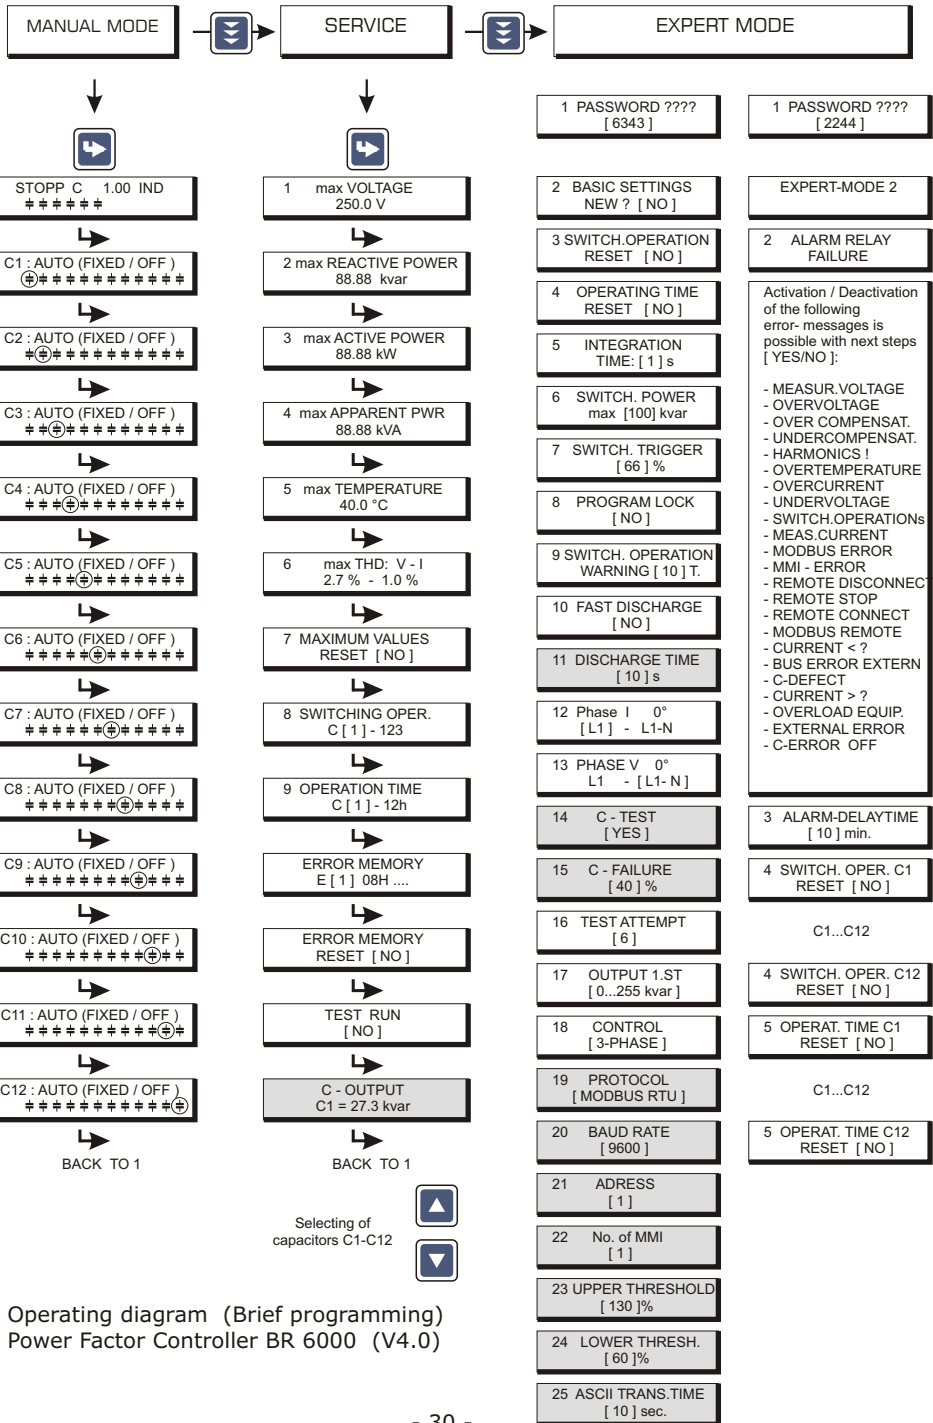 MANUAL MODE
SERVICE
EXPERT MODE
STOPP C 1.00 IND
C1 : AUTO (FIXED / OFF )
C2 : AUTO (FIXED / OFF )
C3 : AUTO (FIXED / OFF )
C4 : AUTO (FIXED / OFF )
C5 : AUTO (FIXED / OFF )
C6 : AUTO (FIXED / OFF )
C7 : AUTO (FIXED / OFF )
C8 : AUTO (FIXED / OFF )
C9 : AUTO (FIXED / OFF )
C10 : AUTO (FIXED / OFF )
C11 : AUTO (FIXED / OFF )
C12 : AUTO (FIXED / OFF )
BACK TO 1
1 max VOLTAGE
250.0 V
2 max REACTIVE POWER
88.88 kvar
3 max ACTIVE POWER
88.88 kW
4 max APPARENT PWR
88.88 kVA
5 max TEMPERATURE
40.0 °C
6 max THD: V - I
2.7 % - 1.0 %
7 MAXIMUM VALUES
RESET [ NO ]
8 SWITCHING OPER.
C [ 1 ] - 123
9 OPERATION TIME
C [ 1 ] - 12h
ERROR MEMORY
E [ 1 ] 08H ....
ERROR MEMORY
RESET [ NO ]
TEST RUN
[ NO ]
C - OUTPUT
C1 = 27.3 kvar
BACK TO 1
Selecting of
capacitors C1-C12
1 PASSWORD ????
[ 6343 ]
2 BASIC SETTINGS
NEW ? [ NO ]
3 SWITCH.OPERATION
RESET [ NO ]
4 OPERATING TIME
RESET [ NO ]
5 INTEGRATION
TIME: [ 1 ] s
6 SWITCH. POWER
max [100] kvar
7 SWITCH. TRIGGER
[ 66 ] %
8 PROGRAM LOCK
[ NO ]
9 SWITCH. OPERATION
WARNING [ 10 ] T.
10 FAST DISCHARGE
[ NO ]
11 DISCHARGE TIME
[ 10 ] s
12 Phase I 0°
[ L1 ] - L1-N
13 PHASE V 0°
L1 - [ L1- N ]
14 C - TEST
[ YES ]
15 C - FAILURE
[ 40 ] %
16 TEST ATTEMPT
[ 6 ]
17 OUTPUT 1.ST
[ 0...255 kvar ]
18 CONTROL
[ 3-PHASE ]
19 PROTOCOL
[ MODBUS RTU ]
20 BAUD RATE
[ 9600 ]
21 ADRESS
[ 1 ]
22 No. of MMI
[ 1 ]
23 UPPER THRESHOLD
[ 130 ]%
24 LOWER THRESH.
[ 60 ]%
25 ASCII TRANS.TIME
[ 10 ] sec.
1 PASSWORD ????
[ 2244 ]
EXPERT-MODE 2
2 ALARM RELAY
FAILURE
Activation / Deactivation
of the following
error- messages is
possible with next steps
[ YES/NO ]:
- MEASUR.VOLTAGE
- OVERVOLTAGE
- OVER COMPENSAT.
- UNDERCOMPENSAT.
- HARMONICS !
- OVERTEMPERATURE
- OVERCURRENT
- UNDERVOLTAGE
- SWITCH.OPERATIONs
- MEAS.CURRENT
- MODBUS ERROR
- MMI - ERROR
- REMOTE DISCONNECT
- REMOTE STOP
- REMOTE CONNECT
- MODBUS REMOTE
- CURRENT < ?
- BUS ERROR EXTERN
- C-DEFECT
- CURRENT > ?
- OVERLOAD EQUIP.
- EXTERNAL ERROR
- C-ERROR OFF
3 ALARM-DELAYTIME
[ 10 ] min.
4 SWITCH. OPER. C1
RESET [ NO ]
C1...C12
4 SWITCH. OPER. C12
RESET [ NO ]
5 OPERAT. TIME C1
RESET [ NO ]
C1...C12
5 OPERAT. TIME C12
RESET [ NO ]
Operating diagram (Brief programming)
Power Factor Controller BR 6000 (V4.0)
- 30 -